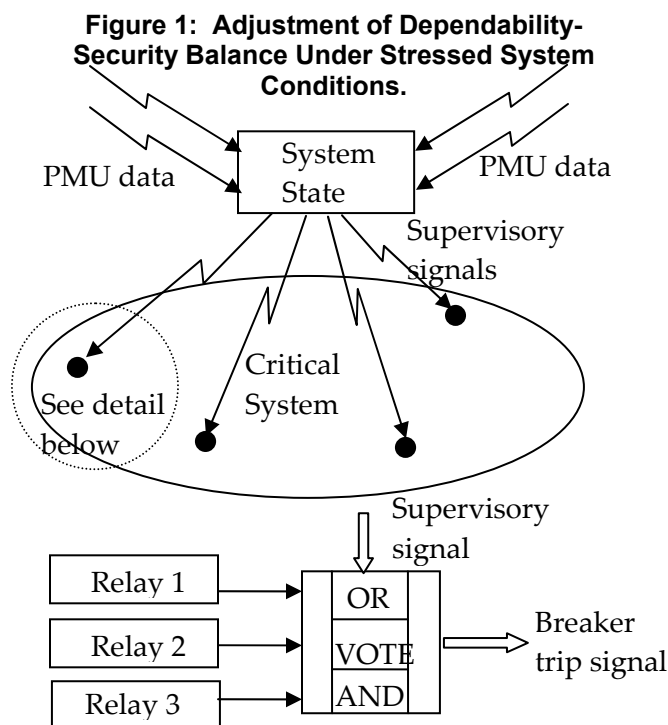 Figure 1: Adjustment of Dependability-
Security Balance Under Stressed System
Conditions.
System
State
PMU data
PMU data
Supervisory
signals
Critical
System
See detail
below
Supervisory
signal
Relay 1
OR
Relay 2
VOTE
Breaker
trip signal
Relay 3
AND